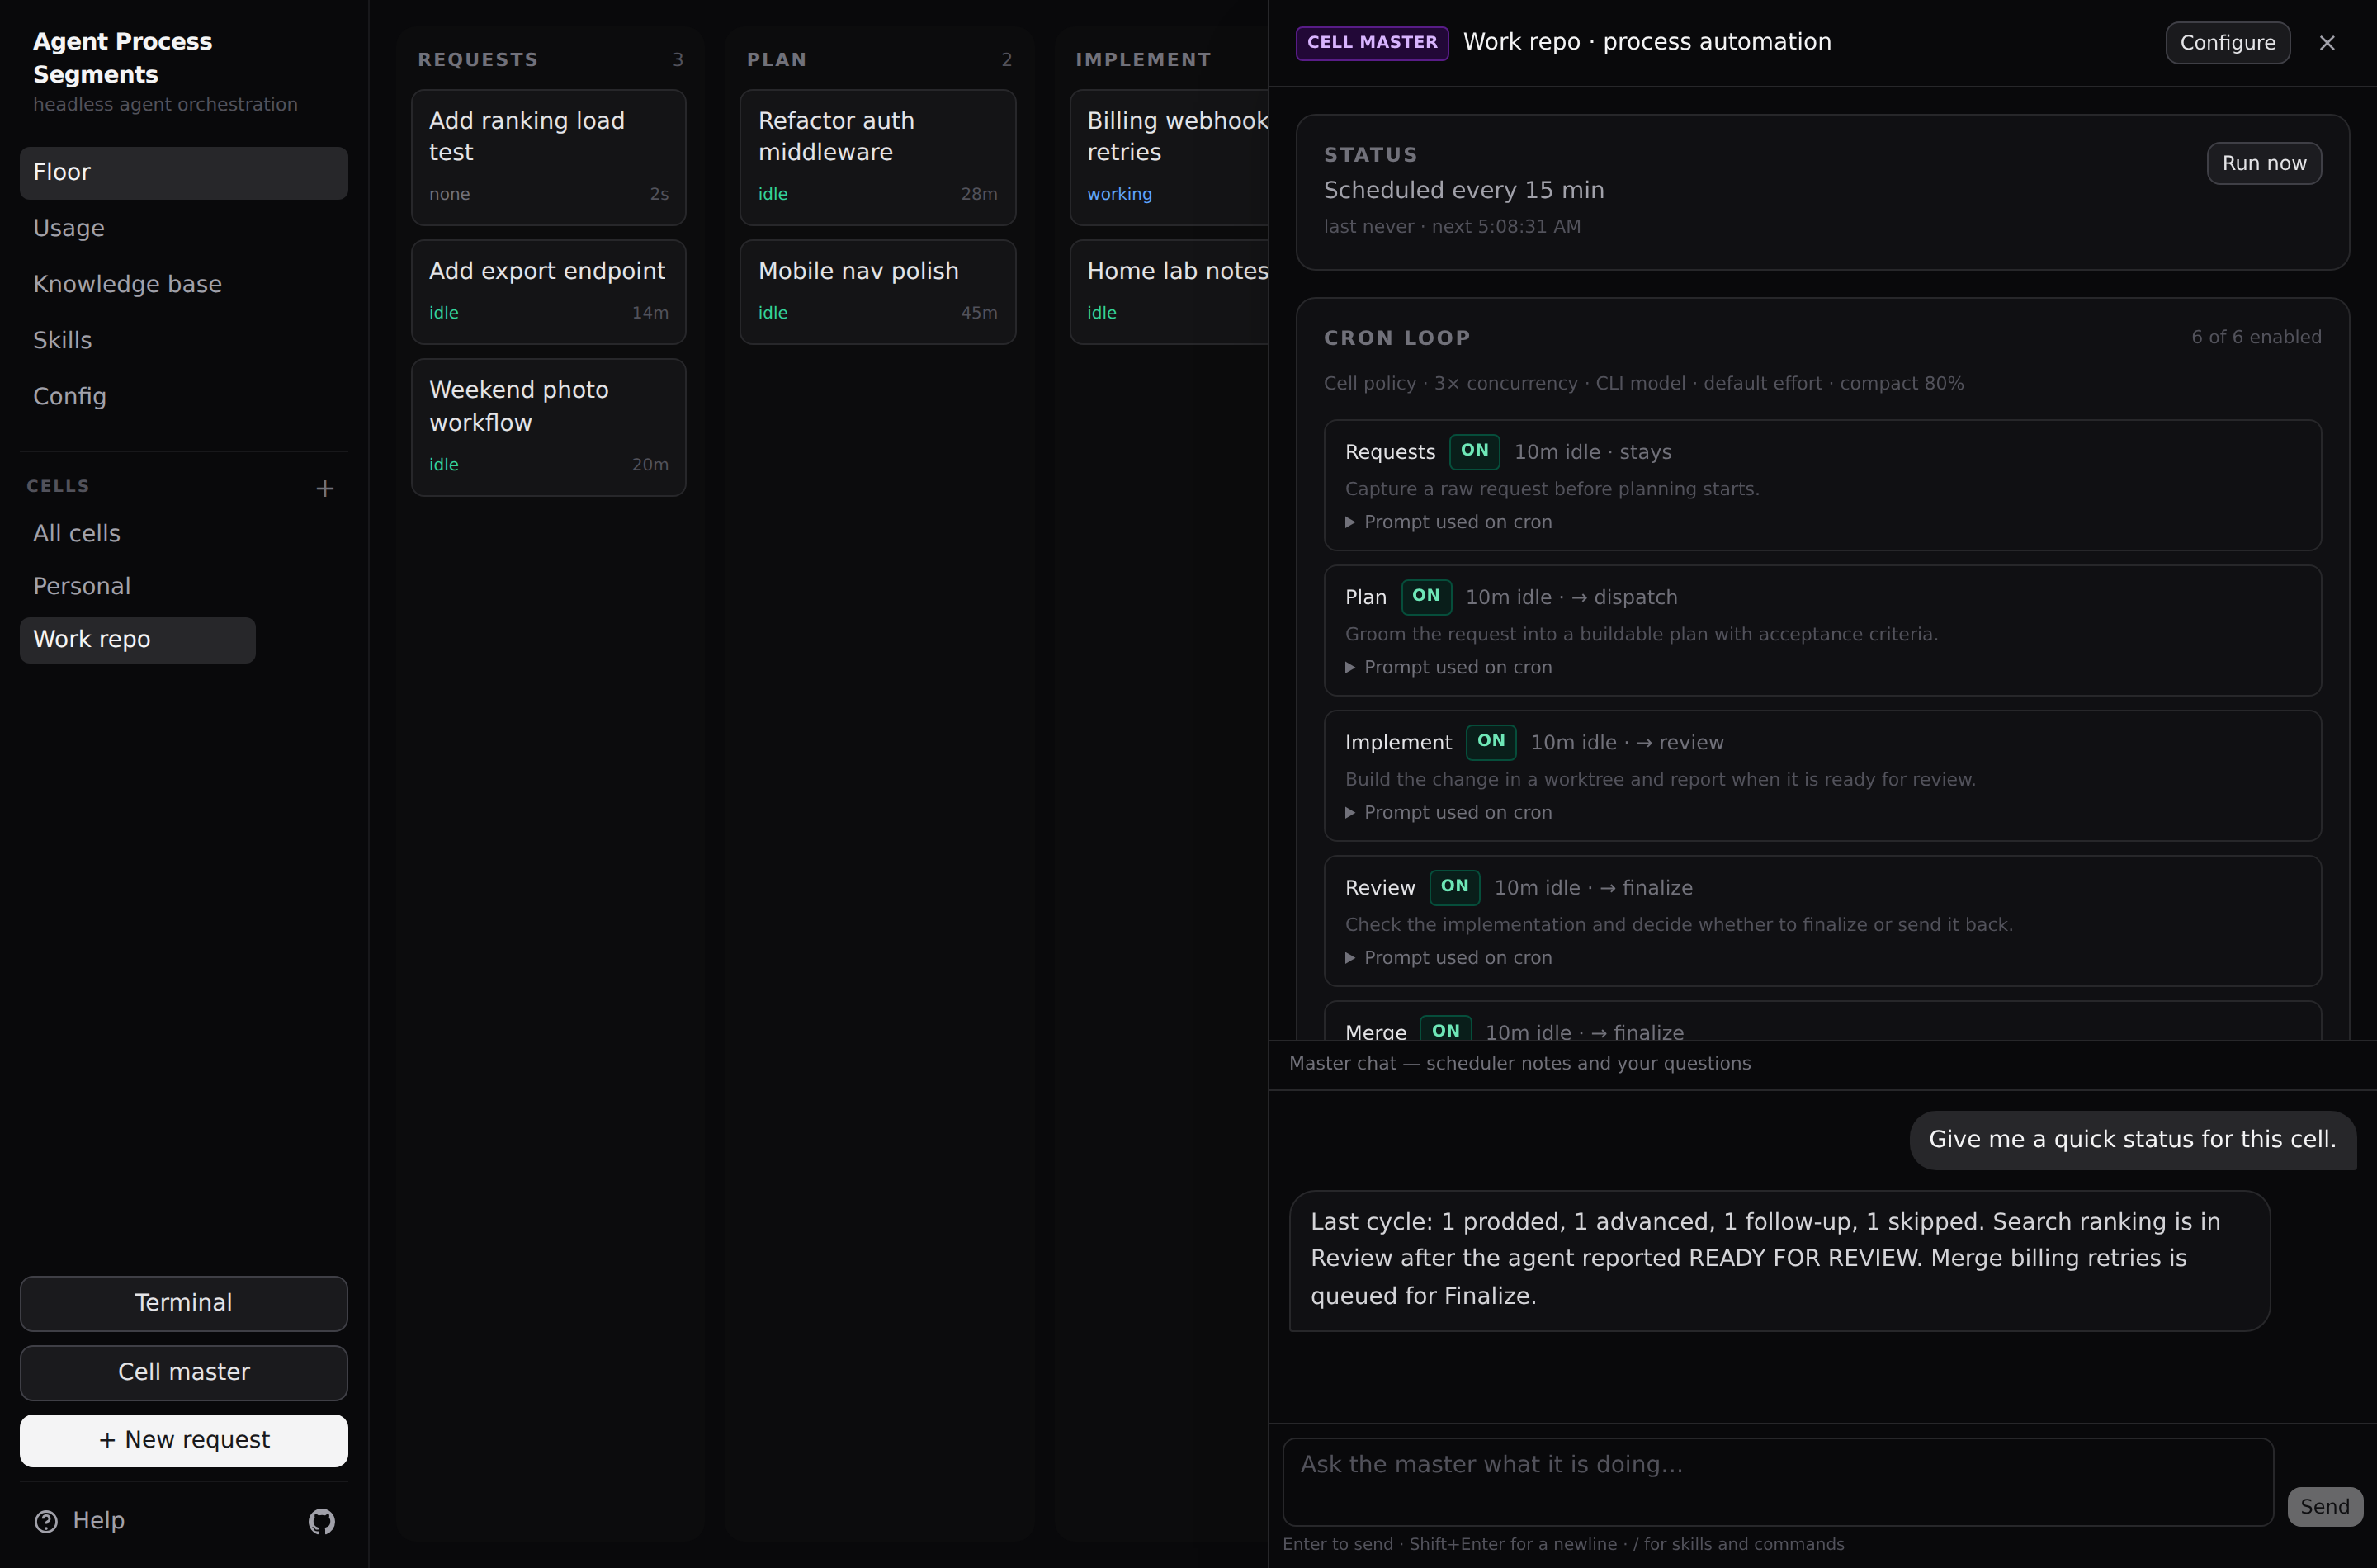 Agent Process
Segments
headless agent orchestration
Floor
Usage
Knowledge base
Skills
Config
CELLS +
All cells
Personal
Work repo
Terminal
Cell master
+ New request
Help
REQUESTS 3
Add ranking load
test
none 2s
Add export endpoint
idle 14m
Weekend photo
workflow
idle 20m
PLAN 2
Refactor auth
middleware
idle 28m
Mobile nav polish
idle 45m
IMPLEMENT
Billing webhook
retries
working
Home lab notes
idle
CELL MASTER Work repo · process automation Configure ×
STATUS
Run now
Scheduled every 15 min
last never · next 5:08:31 AM
CRON LOOP 6 of 6 enabled
Cell policy · 3× concurrency · CLI model · default effort · compact 80%
Requests ON 10m idle · stays
Capture a raw request before planning starts.
▶ Prompt used on cron
Plan ON 10m idle · → dispatch
Groom the request into a buildable plan with acceptance criteria.
▶ Prompt used on cron
Implement ON 10m idle · → review
Build the change in a worktree and report when it is ready for review.
▶ Prompt used on cron
Review ON 10m idle · → finalize
Check the implementation and decide whether to finalize or send it back.
▶ Prompt used on cron
Merge ON 10m idle · → finalize
Master chat — scheduler notes and your questions
Give me a quick status for this cell.
Last cycle: 1 prodded, 1 advanced, 1 follow-up, 1 skipped. Search ranking is in
Review after the agent reported READY FOR REVIEW. Merge billing retries is
queued for Finalize.
Ask the master what it is doing...
Send
Enter to send · Shift+Enter for a newline · / for skills and commands